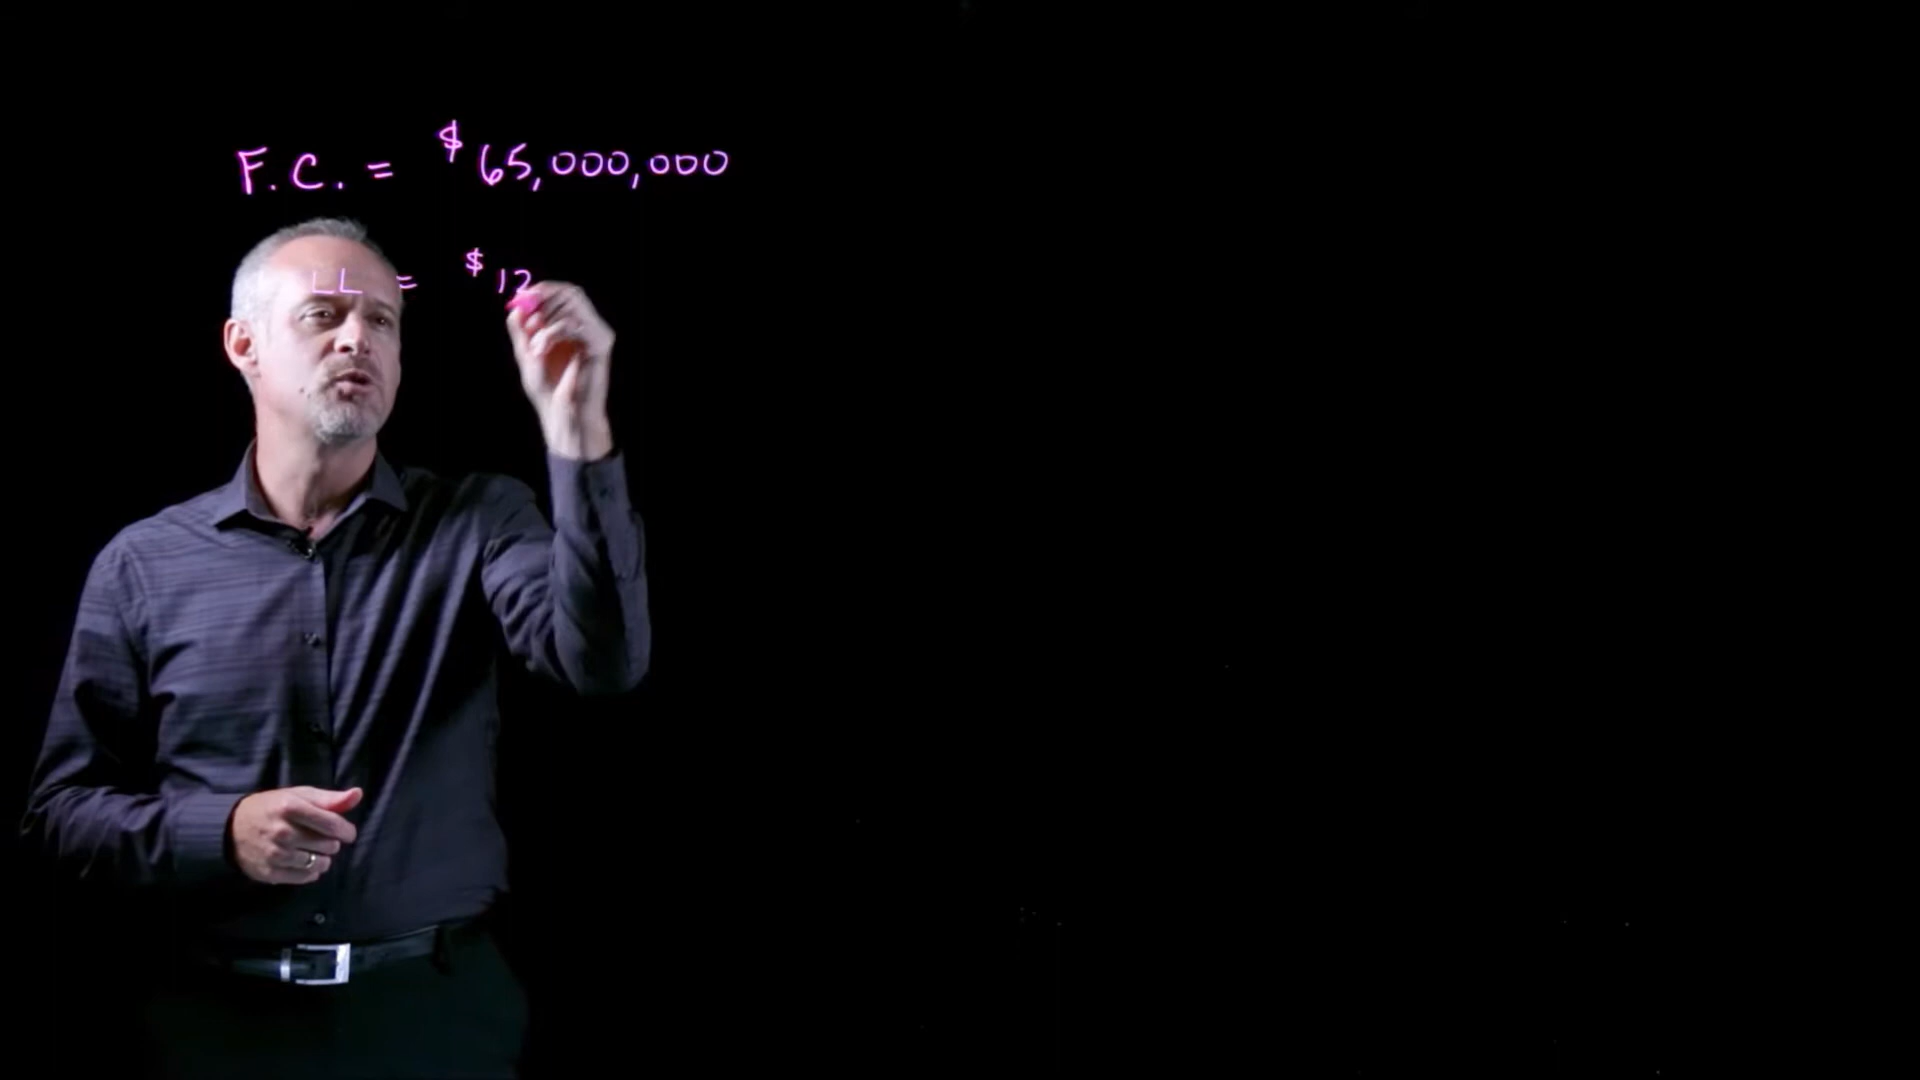 F.C. = $65,000,000
LL = $12